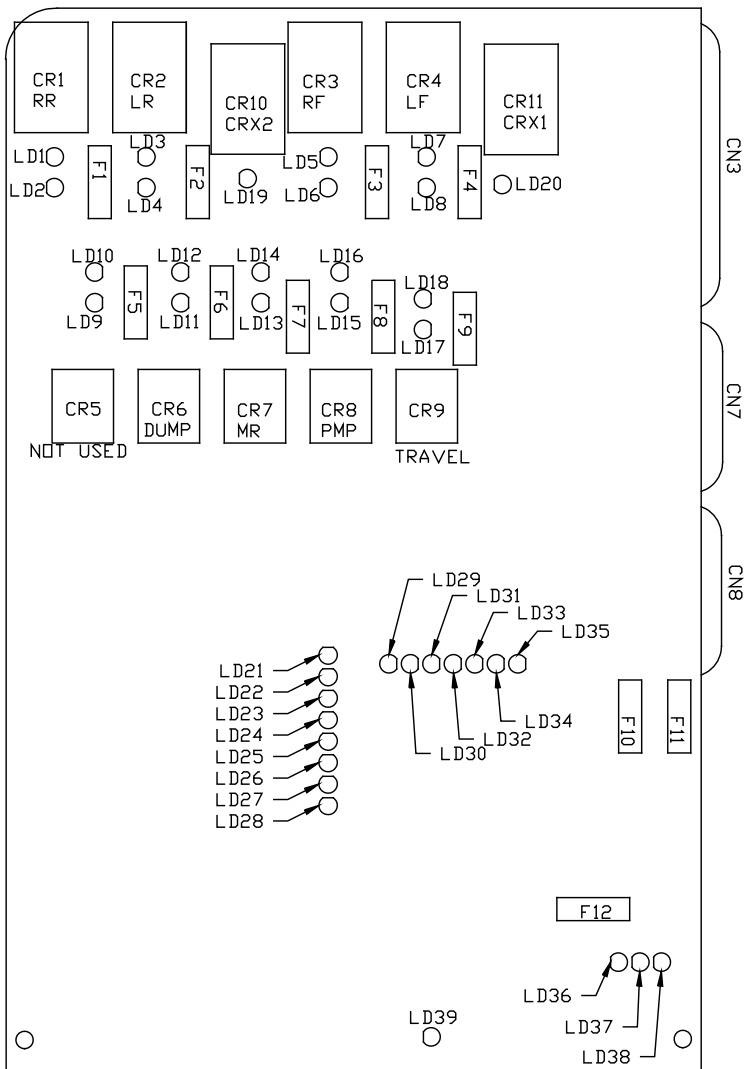 CR1
RR
CR2
LR
CR10
CRX2
CR3
RF
CR4
LF
CR11
CRX1
CN3
LD1
LD2
F1
LD3
LD4
F2
LD19
LD5
LD6
F3
LD7
LD8
F4
LD20
LD10
LD9
F5
LD12
LD11
F6
LD14
LD13
F7
LD16
LD15
F8
LD18
LD17
F9
CN7
CR5
NOT USED
CR6
DUMP
CR7
MR
CR8
PMP
CR9
TRAVEL
CN8
LD29
LD31
LD33
LD35
LD21
LD22
LD23
LD24
LD25
LD26
LD27
LD28
LD34
LD32
LD30
F10
F11
F12
LD36
LD37
LD38
LD39